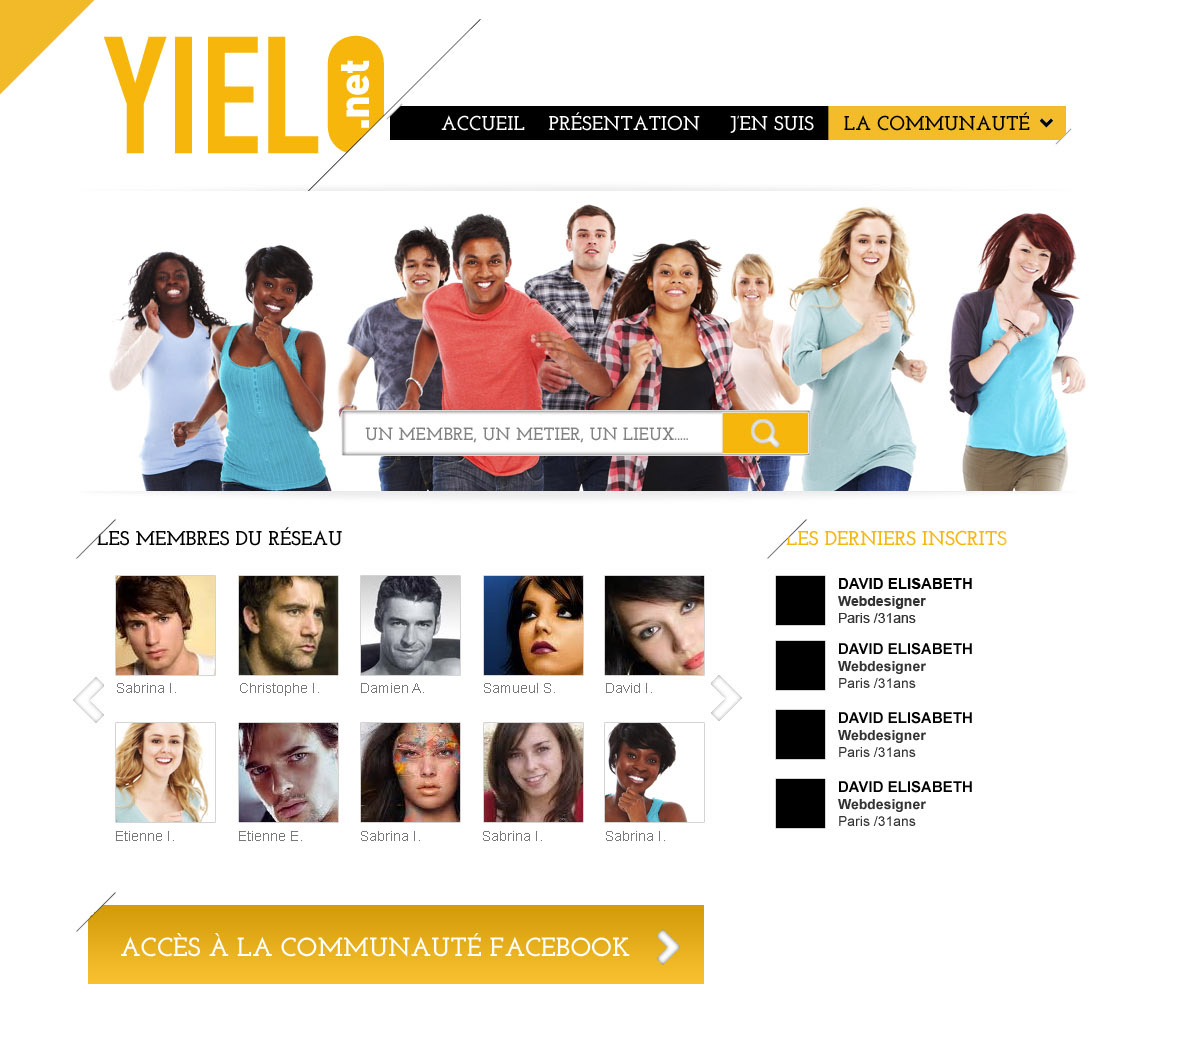 YIELO
.net
ACCUEIL PRÉSENTATION J'EN SUIS LA COMMUNAUTÉ
UN MEMBRE, UN METIER, UN LIEUX.....
LES MEMBRES DU RÉSEAU
Sabrina I. Christophe I. Damien A. Samueul S. David I.
Etienne I. Etienne E. Sabrina I. Sabrina I. Sabrina I.
LES DERNIERS INSCRITS
DAVID ELISABETH
Webdesigner
Paris /31ans
DAVID ELISABETH
Webdesigner
Paris /31ans
DAVID ELISABETH
Webdesigner
Paris /31ans
DAVID ELISABETH
Webdesigner
Paris /31ans
ACCÈS À LA COMMUNAUTÉ FACEBOOK